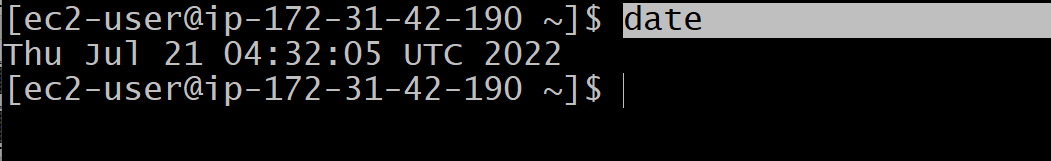 [ec2-user@ip-172-31-42-190 ~]$ date
Thu Jul 21 04:32:05 UTC 2022
[ec2-user@ip-172-31-42-190 ~]$